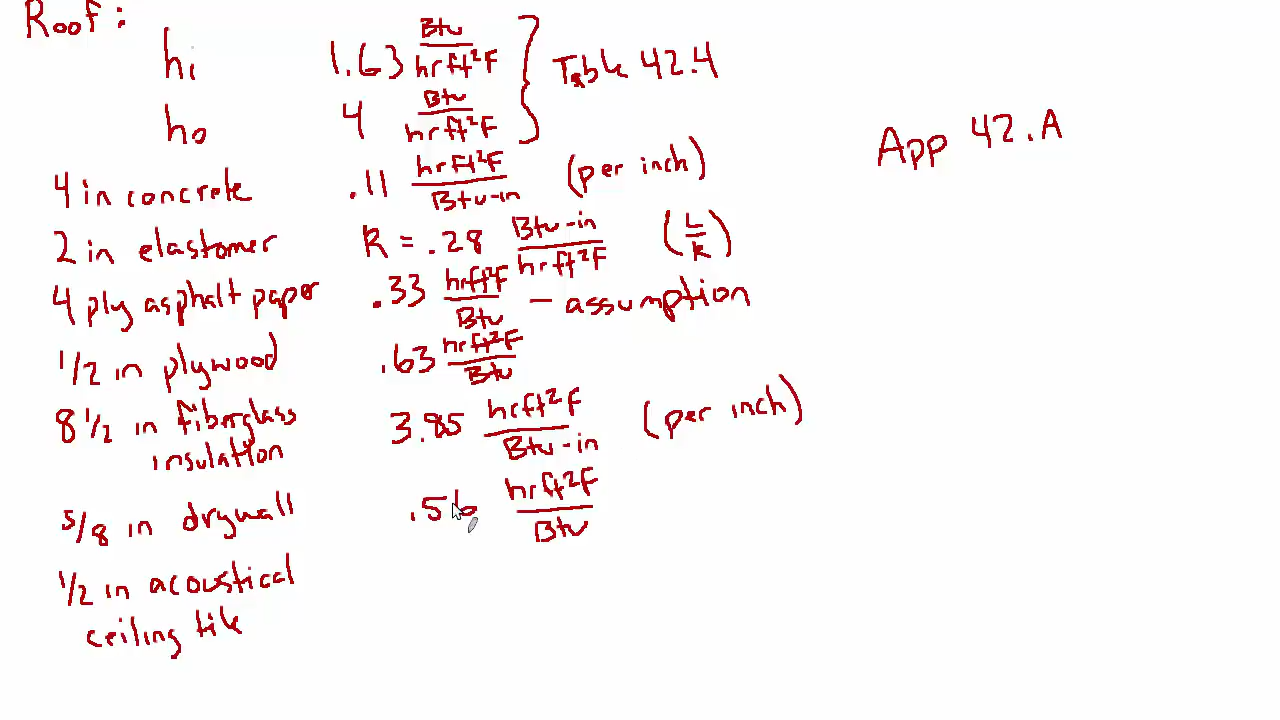 Roof:
hi 1.63 Btu/hrft²F } Table 42.4
ho 4 Btu/hrft²F
App 42.A
4 in concrete .11 hrft²F/Btu-in (per inch)
2 in elastomer R = .28 Btu-in/hrft²F (L/k)
4 ply asphalt paper .33 hrft²F/Btu – assumption
1/2 in plywood .63 hrft²F/Btu
8 1/2 in fiberglass insulation 3.85 hrft²F/Btu-in (per inch)
5/8 in drywall .56 hrft²F/Btu
1/2 in acoustical
ceiling tile